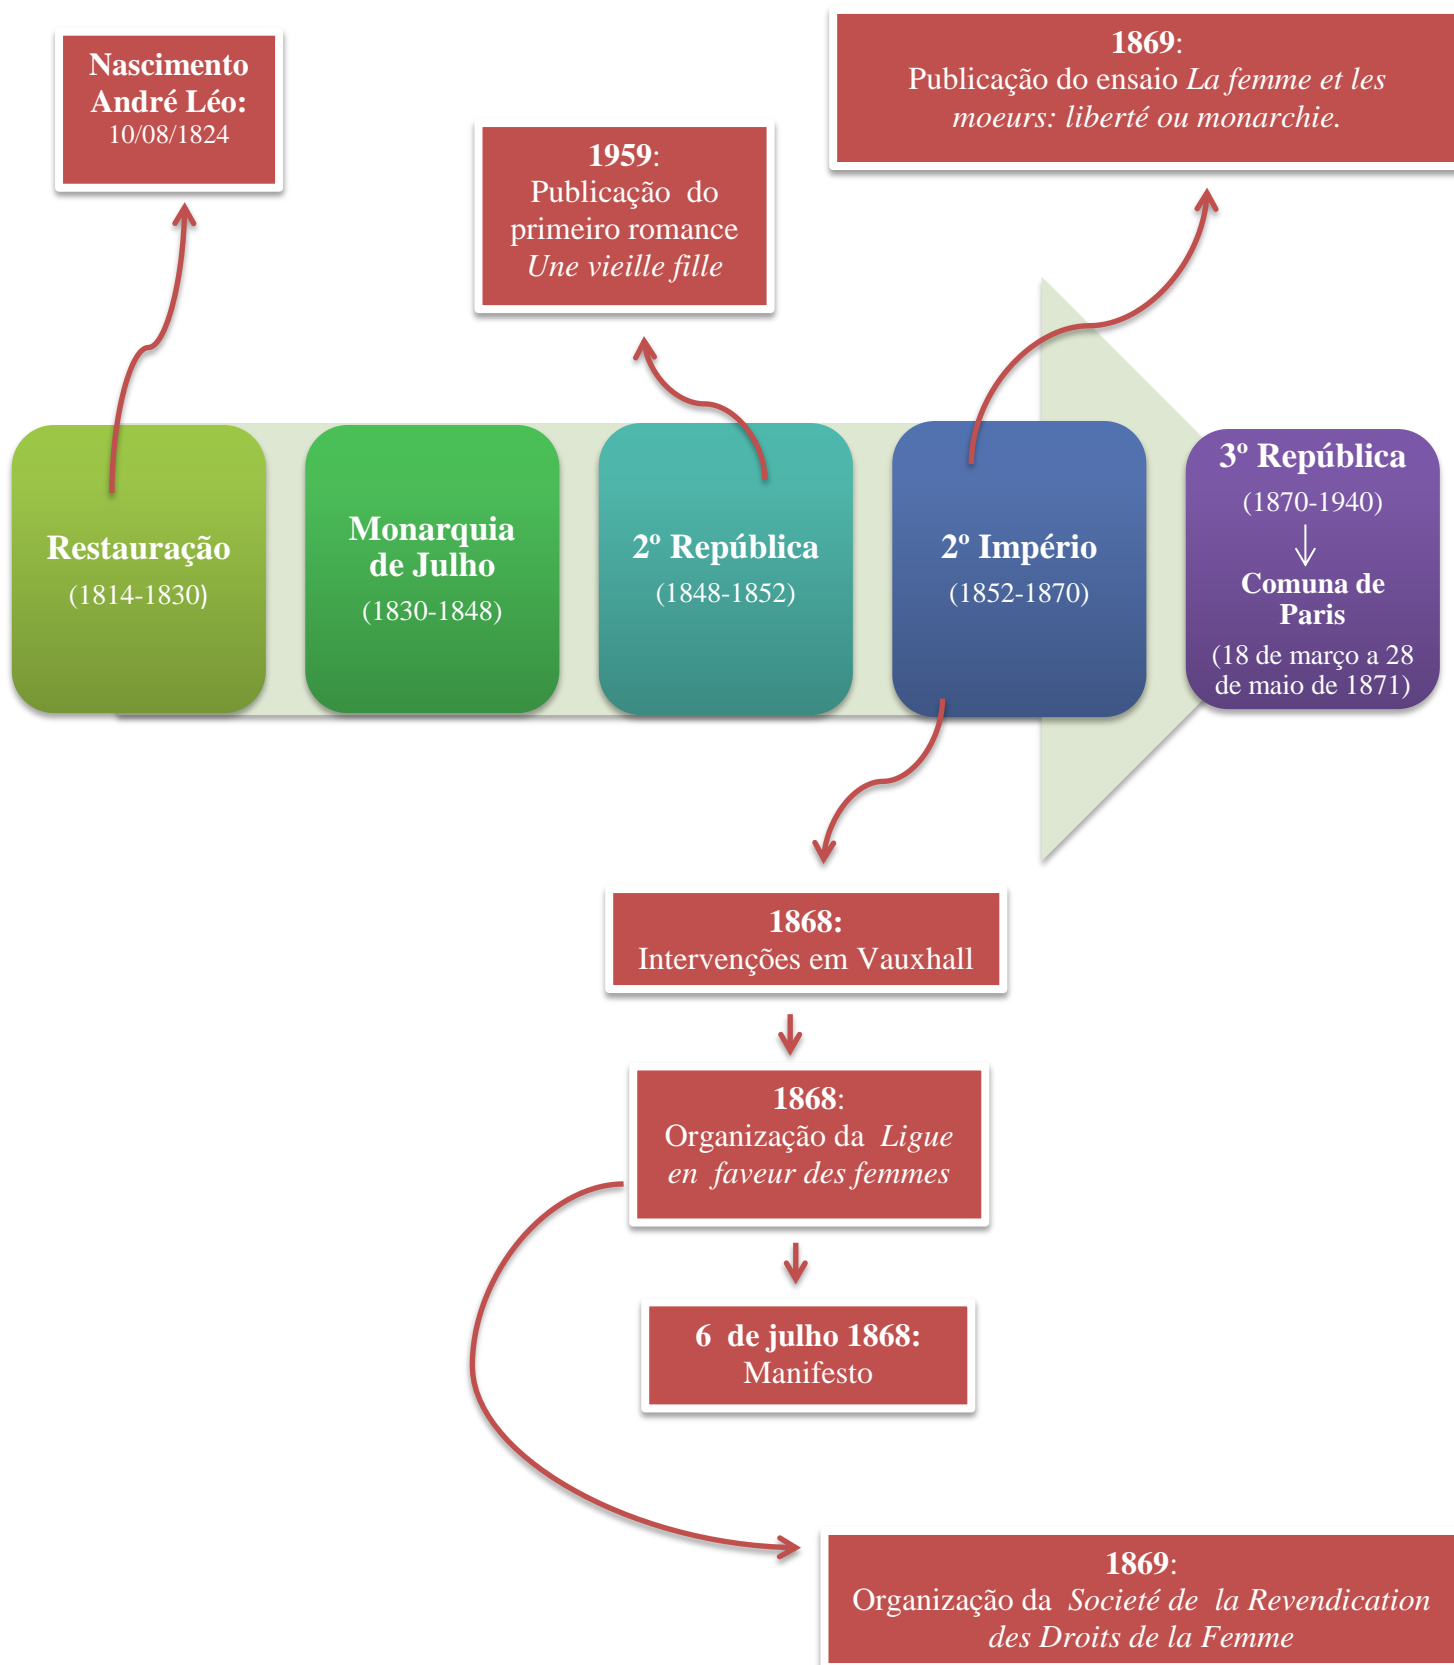 Nascimento
André Léo:
10/08/1824
1869:
Publicação do ensaio La femme et les
moeurs: liberté ou monarchie.
1959:
Publicação do
primeiro romance
Une vieille fille
Restauração
(1814-1830)
Monarquia
de Julho
(1830-1848)
2º República
(1848-1852)
2º Império
(1852-1870)
3º República
(1870-1940)
Comuna de
Paris
(18 de março a 28
de maio de 1871)
1868:
Intervenções em Vauxhall
1868:
Organização da Ligue
en faveur des femmes
6 de julho 1868:
Manifesto
1869:
Organização da Societé de la Revendication
des Droits de la Femme